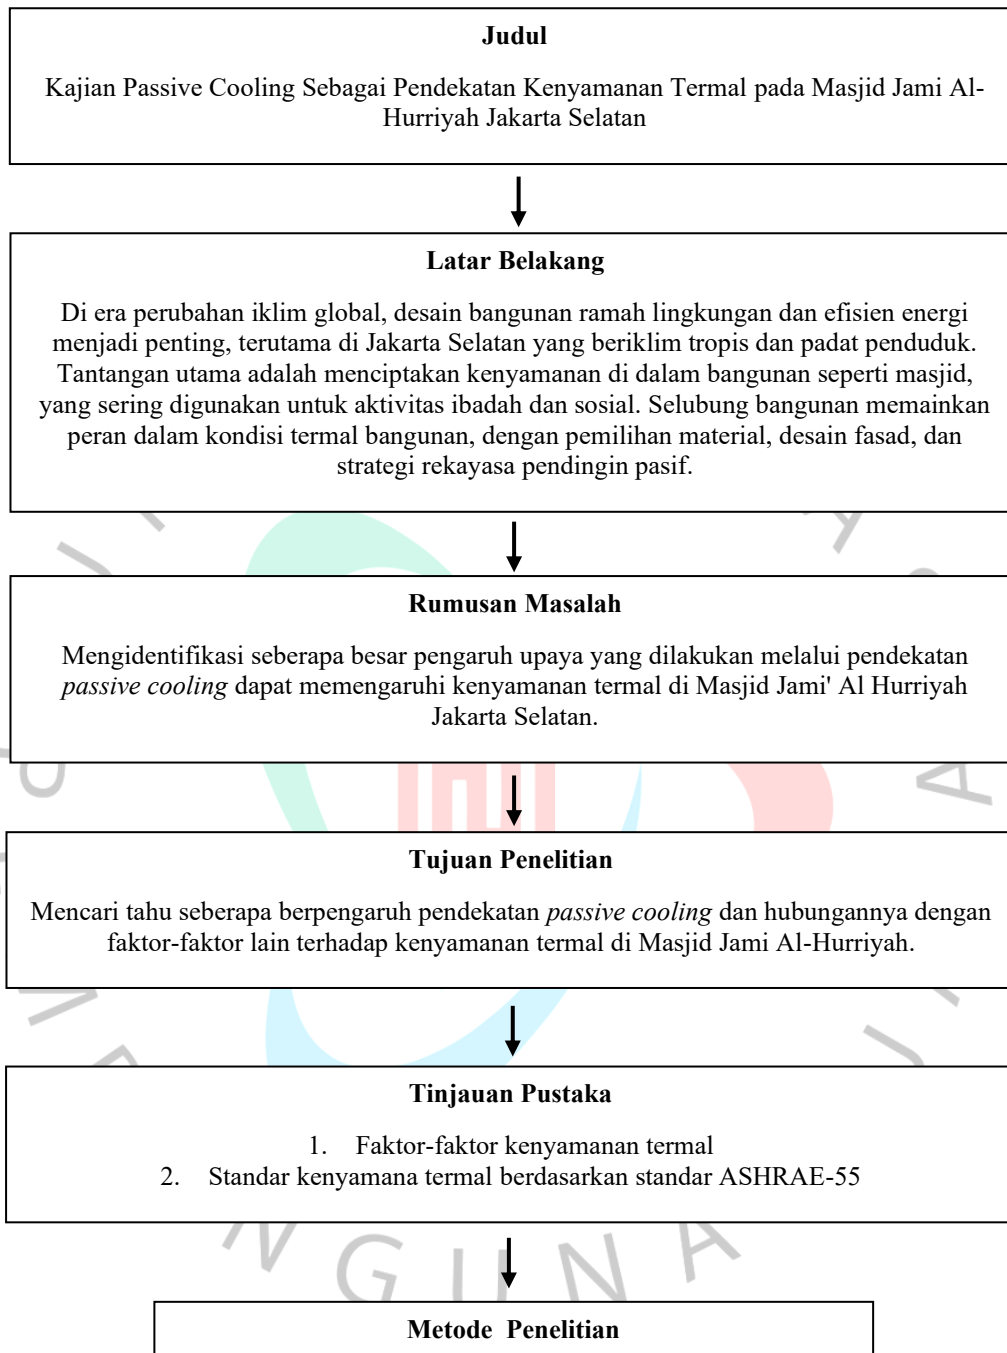 Judul
Kajian Passive Cooling Sebagai Pendekatan Kenyamanan Termal pada Masjid Jami Al-
Hurriyah Jakarta Selatan
Latar Belakang
Di era perubahan iklim global, desain bangunan ramah lingkungan dan efisien energi
menjadi penting, terutama di Jakarta Selatan yang beriklim tropis dan padat penduduk.
Tantangan utama adalah menciptakan kenyamanan di dalam bangunan seperti masjid,
yang sering digunakan untuk aktivitas ibadah dan sosial. Selubung bangunan memainkan
peran dalam kondisi termal bangunan, dengan pemilihan material, desain fasad, dan
strategi rekayasa pendingin pasif.
Rumusan Masalah
Mengidentifikasi seberapa besar pengaruh upaya yang dilakukan melalui pendekatan
passive cooling dapat memengaruhi kenyamanan termal di Masjid Jami' Al Hurriyah
Jakarta Selatan.
Tujuan Penelitian
Mencari tahu seberapa berpengaruh pendekatan passive cooling dan hubungannya dengan
faktor-faktor lain terhadap kenyamanan termal di Masjid Jami Al-Hurriyah.
Tinjauan Pustaka
1. Faktor-faktor kenyamanan termal
2. Standar kenyamana termal berdasarkan standar ASHRAE-55
NGUNA
Metode Penelitian